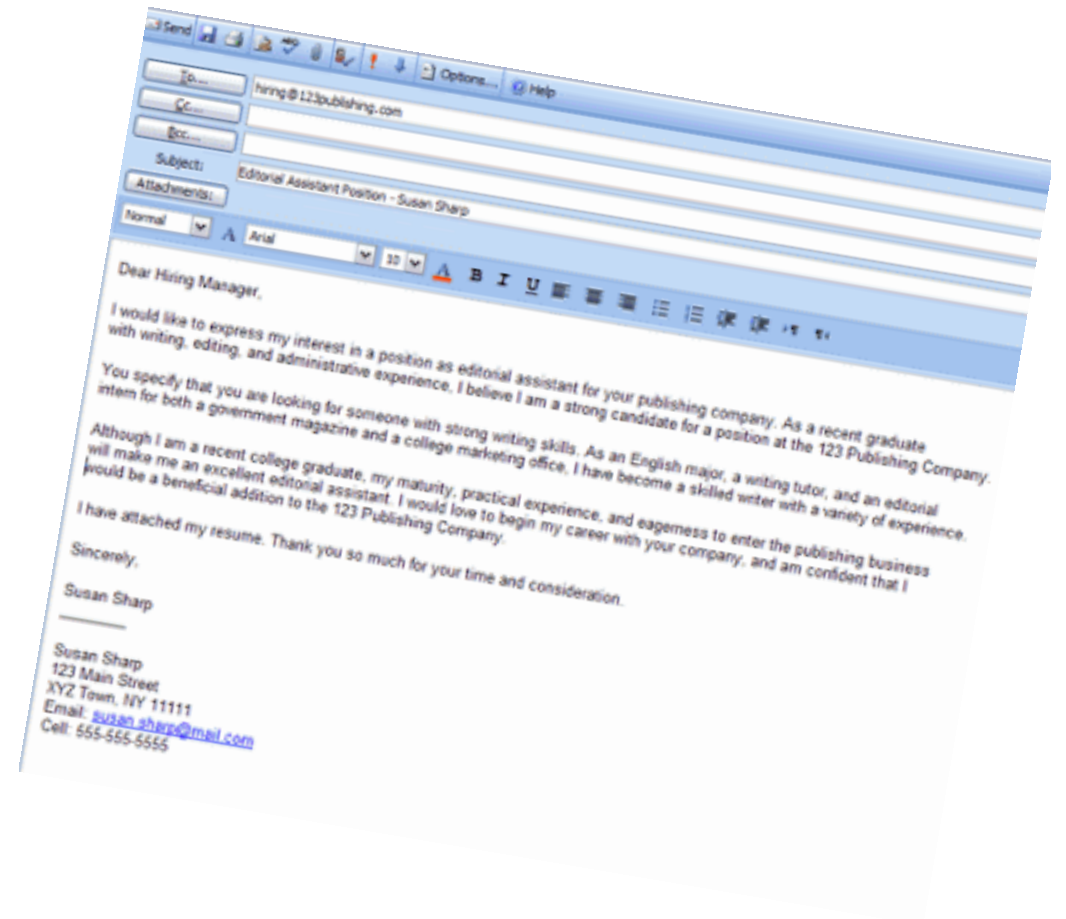 Send Options... Help
To... hiring@123publishing.com
Cc...
Bcc...
Subject: Editorial Assistant Position - Susan Sharp
Attachments:
Normal A Arial 10 A B I U
Dear Hiring Manager,
I would like to express my interest in a position as editorial assistant for your publishing company. As a recent graduate
with writing, editing, and administrative experience, I believe I am a strong candidate for a position at the 123 Publishing Company.
You specify that you are looking for someone with strong writing skills. As an English major, a writing tutor, and an editorial
intern for both a government magazine and a college marketing office, I have become a skilled writer with a variety of experience.
Although I am a recent college graduate, my maturity, practical experience, and eagerness to enter the publishing business
will make me an excellent editorial assistant. I would love to begin my career with your company, and am confident that I
would be a beneficial addition to the 123 Publishing Company.
I have attached my resume. Thank you so much for your time and consideration.
Sincerely,
Susan Sharp
Susan Sharp
123 Main Street
XYZ Town, NY 11111
Email: susan.sharp@mail.com
Cell: 555-555-5555